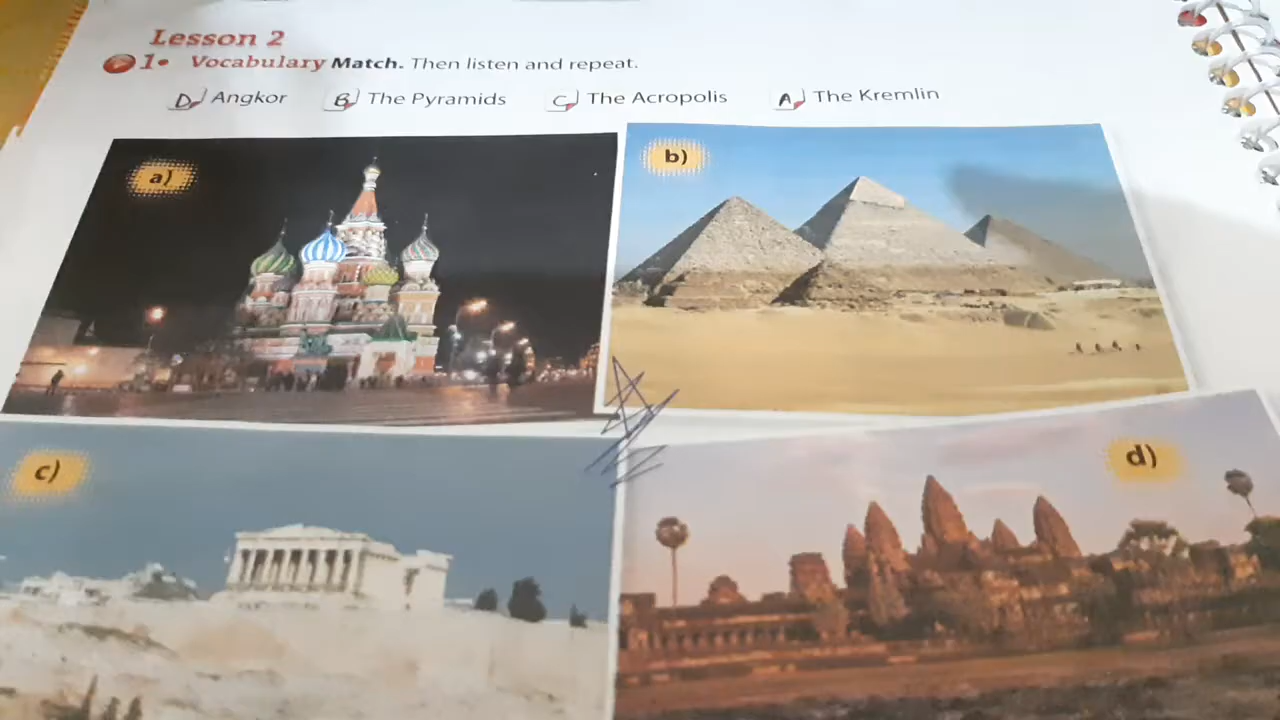 Lesson 2
1• Vocabulary Match. Then listen and repeat.
D Angkor B The Pyramids C The Acropolis A The Kremlin
a) b)
c) d)